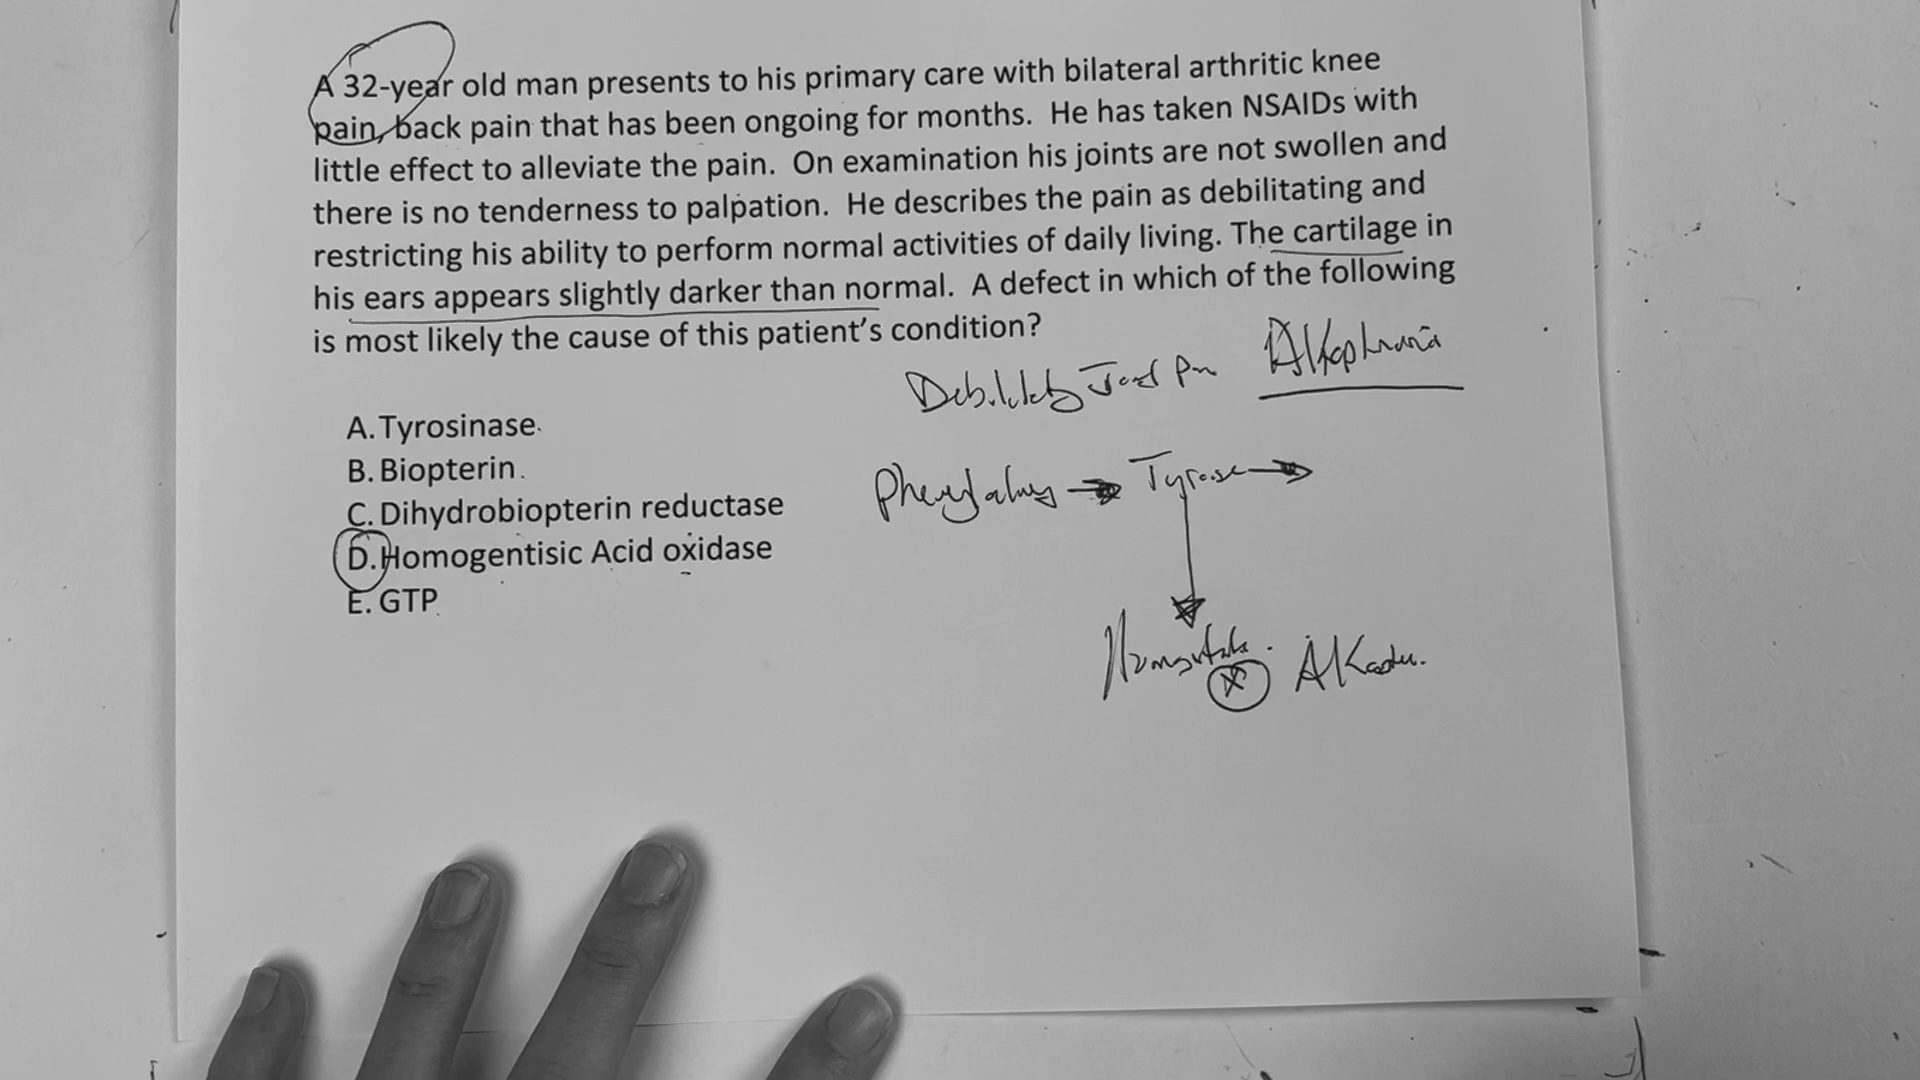 A 32-year old man presents to his primary care with bilateral arthritic knee
pain, back pain that has been ongoing for months. He has taken NSAIDs with
little effect to alleviate the pain. On examination his joints are not swollen and
there is no tenderness to palpation. He describes the pain as debilitating and
restricting his ability to perform normal activities of daily living. The cartilage in
his ears appears slightly darker than normal. A defect in which of the following
is most likely the cause of this patient's condition?
A. Tyrosinase
B. Biopterin
C. Dihydrobiopterin reductase
D. Homogentisic Acid oxidase
E. GTP